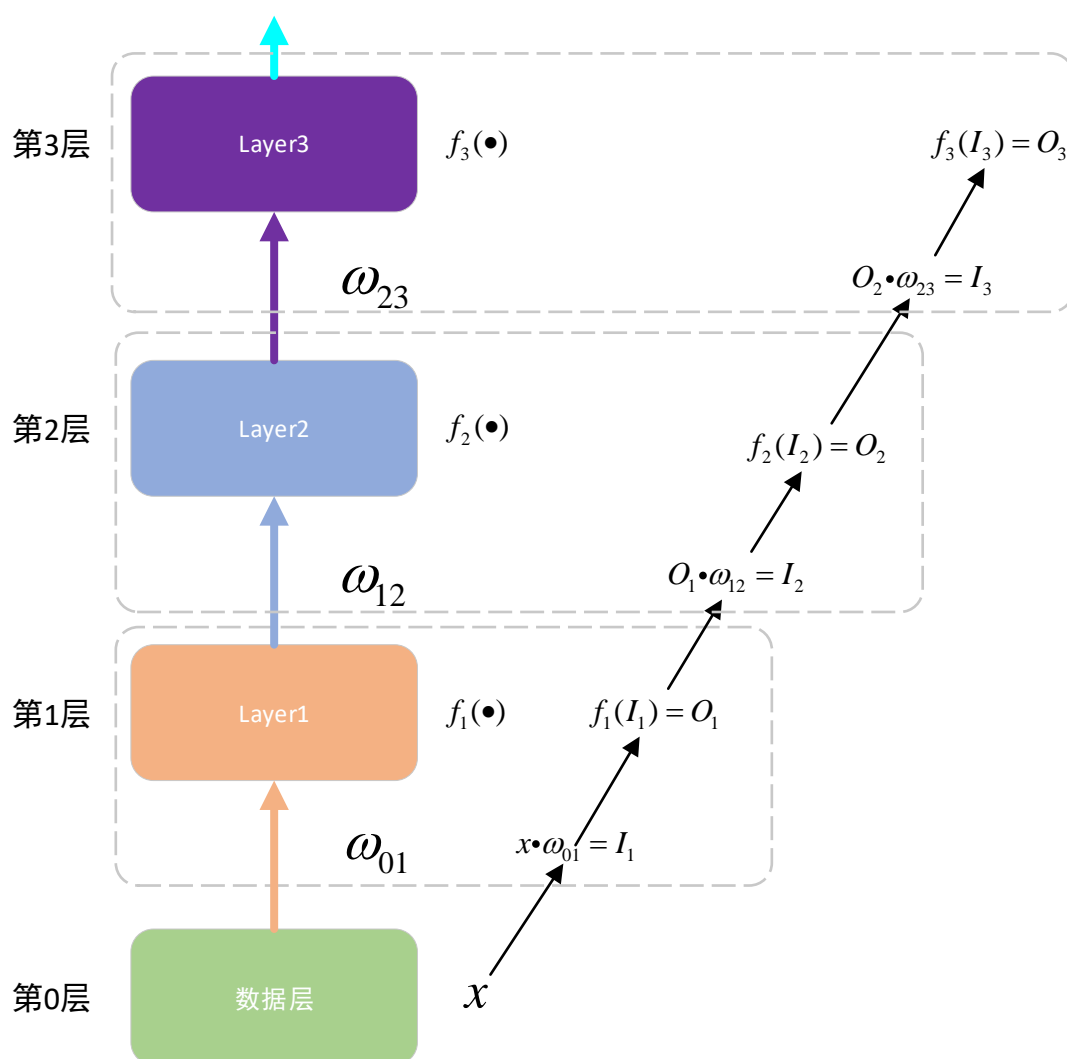 第3层 Layer3 f₃(•) f₃(I₃) = O₃
ω₂₃ O₂•ω₂₃ = I₃
第2层 Layer2 f₂(•) f₂(I₂) = O₂
ω₁₂ O₁•ω₁₂ = I₂
第1层 Layer1 f₁(•) f₁(I₁) = O₁
ω₀₁ x•ω₀₁ = I₁
第0层 数据层 x